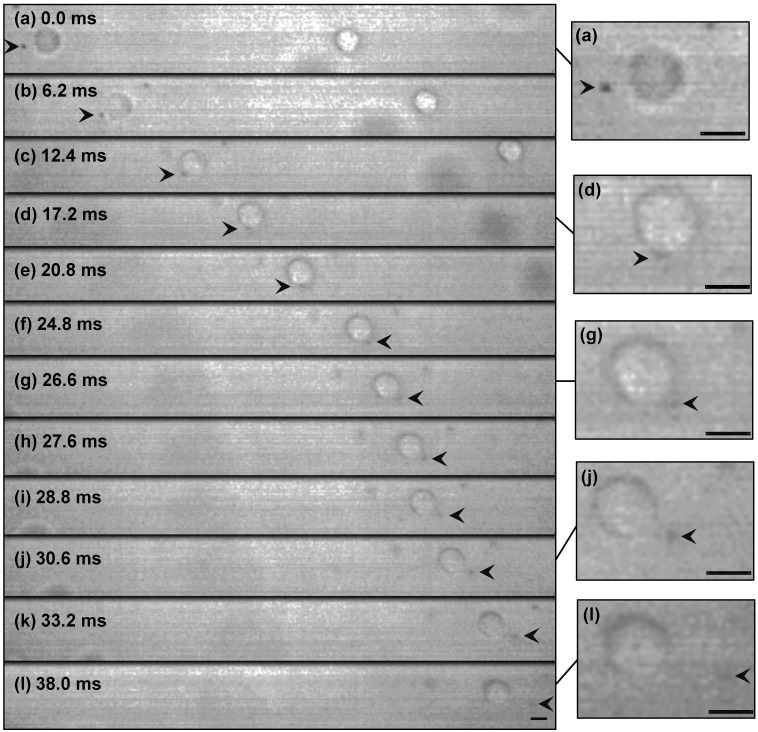 (a) 0.0 ms
(b) 6.2 ms
(c) 12.4 ms
(d) 17.2 ms
(e) 20.8 ms
(f) 24.8 ms
(g) 26.6 ms
(h) 27.6 ms
(i) 28.8 ms
(j) 30.6 ms
(k) 33.2 ms
(l) 38.0 ms
(a)
(d)
(g)
(j)
(l)